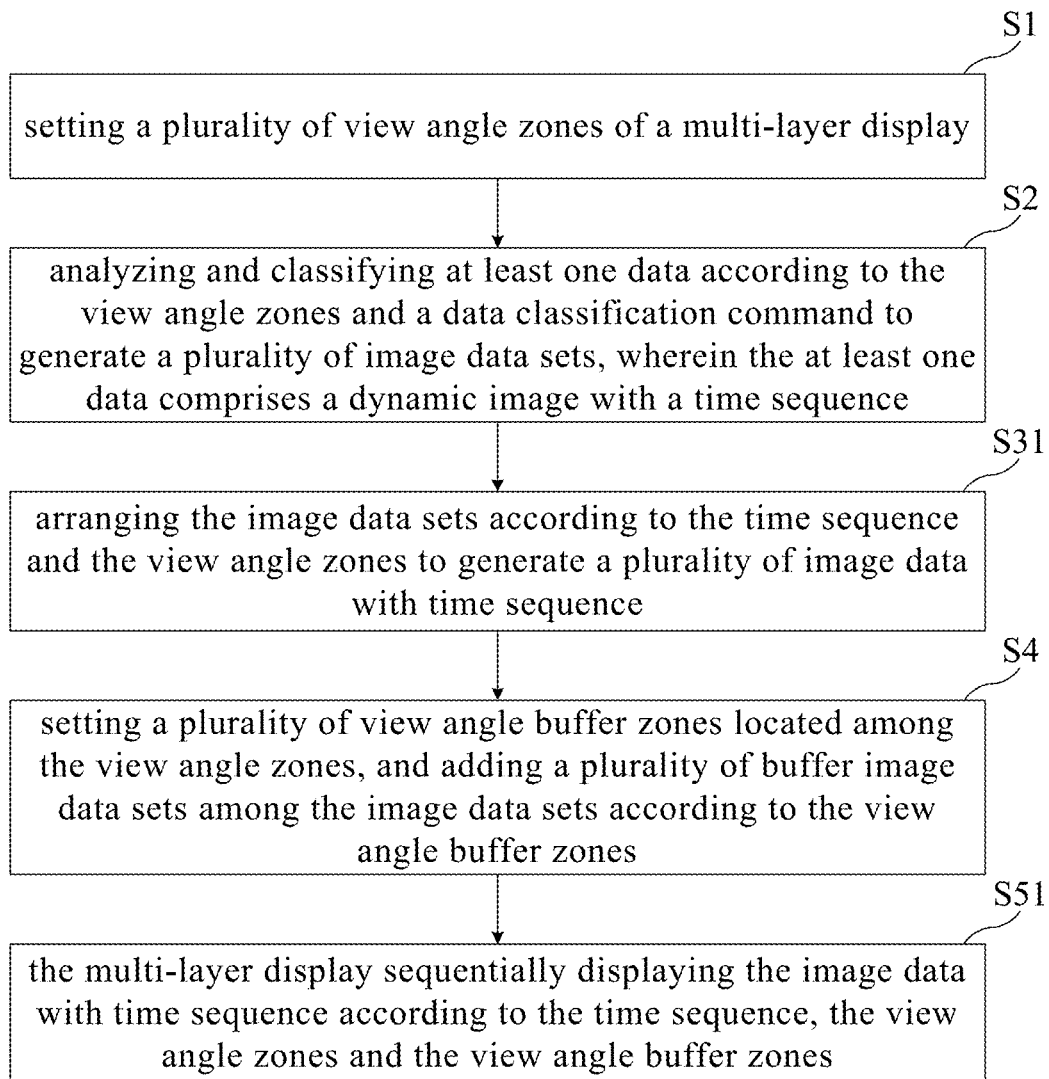 S1
setting a plurality of view angle zones of a multi-layer display
S2
analyzing and classifying at least one data according to the
view angle zones and a data classification command to
generate a plurality of image data sets, wherein the at least one
data comprises a dynamic image with a time sequence
S31
arranging the image data sets according to the time sequence
and the view angle zones to generate a plurality of image data
with time sequence
S4
setting a plurality of view angle buffer zones located among
the view angle zones, and adding a plurality of buffer image
data sets among the image data sets according to the view
angle buffer zones
S51
the multi-layer display sequentially displaying the image data
with time sequence according to the time sequence, the view
angle zones and the view angle buffer zones